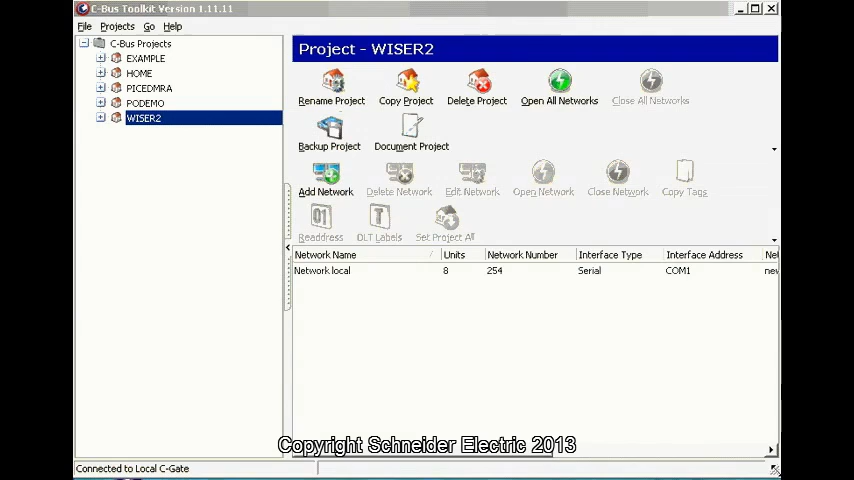 C-Bus Toolkit Version 1.11.11
File Projects Go Help
C-Bus Projects
EXAMPLE
HOME
PICEDMRA
PODEMO
WISER2
Project - WISER2
Rename Project Copy Project Delete Project Open All Networks Close All Networks
Backup Project Document Project
Add Network Delete Network Edit Network Open Network Close Network Copy Tags
01 T
Readdress DLT Labels Set Project All
Network Name Units Network Number Interface Type Interface Address Net
Network local 8 254 Serial COM1 new
Copyright Schneider Electric 2013
Connected to Local C-Gate